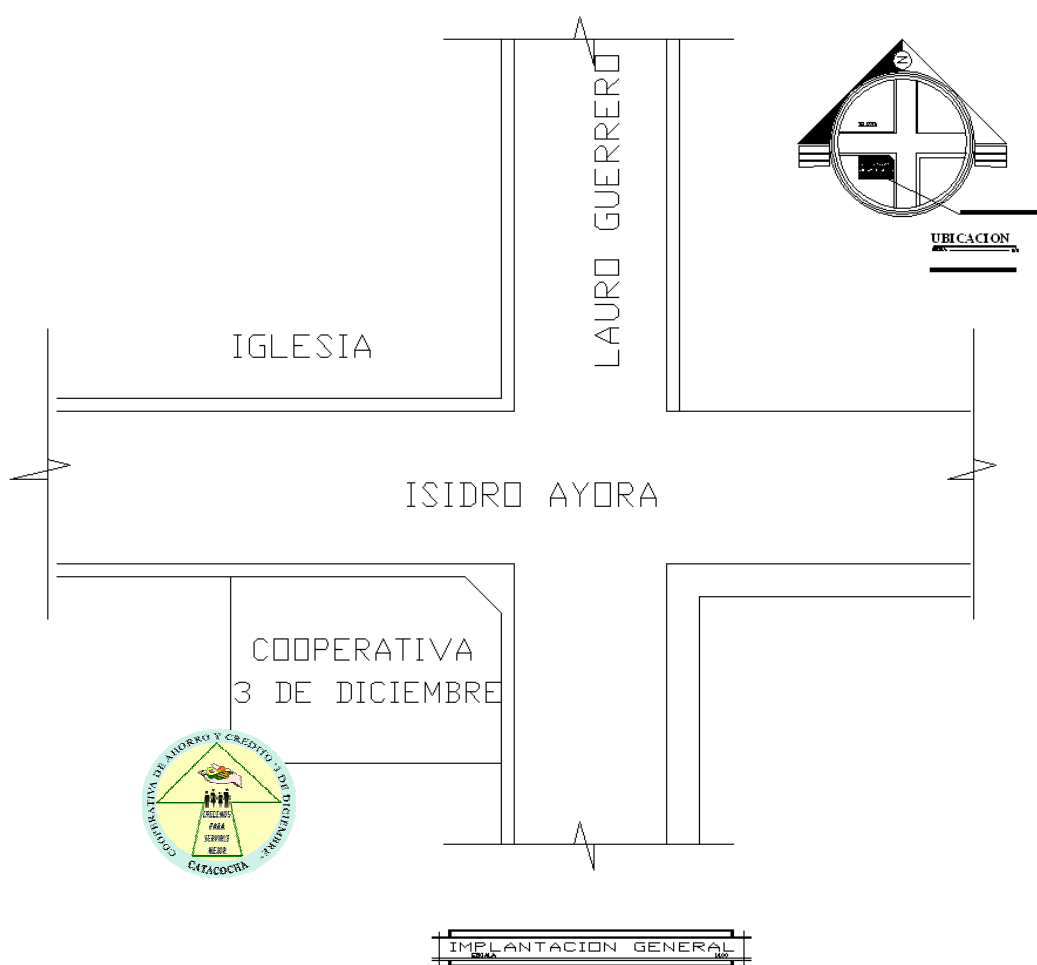 LAURO GUERRERO
N
UBICACION
IGLESIA
ISIDRO AYORA
COOPERATIVA
3 DE DICIEMBRE
COOPERATIVA DE AHORRO Y CREDITO "3 DE DICIEMBRE"
CRECEMOS
PARA
SERVIRLE
MEJOR
CATACOCHA
IMPLANTACION GENERAL
ESCALA